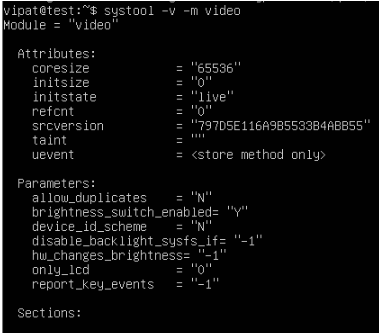 vipat@test:~$ systool -v -m video
Module = "video"
Attributes:
coresize = "65536"
initsize = "0"
initstate = "live"
refcnt = "0"
srcversion = "797D5E116A9B5533B4ABB55"
taint = ""
uevent = <store method only>
Parameters:
allow_duplicates = "N"
brightness_switch_enabled= "Y"
device_id_scheme = "N"
disable_backlight_sysfs_if= "-1"
hw_changes_brightness= "-1"
only_lcd = "0"
report_key_events = "-1"
Sections: